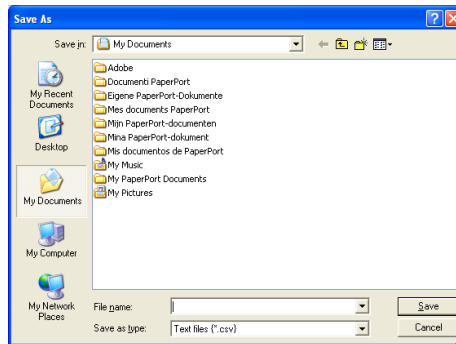 Save As
Save in: My Documents
My Recent
Documents
Desktop
My Documents
My Computer
My Network
Places
Adobe
Documenti PaperPort
Eigene PaperPort-Dokumente
Mes documents PaperPort
Mijn PaperPort-documenten
Mina PaperPort-dokument
Mis documentos de PaperPort
My Music
My PaperPort Documents
My Pictures
File name:
Save
Save as type: Text files (*.csv)
Cancel